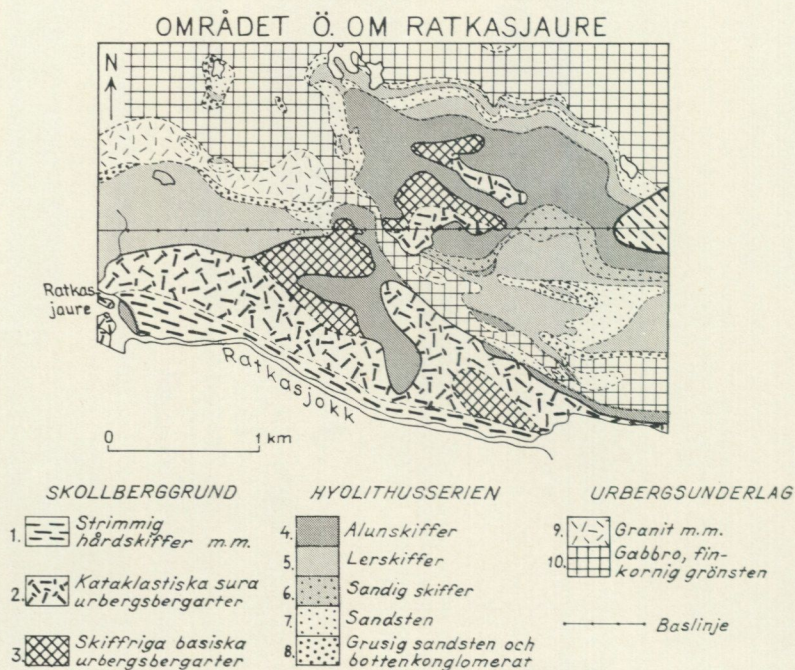 OMRÅDET Ö. OM RATKASJAURE
N
Ratkas
jaure
Ratkasjokk
0 1 km
SKOLLBERGGRUND
1. Strimmig
hårdskiffer m.m.
2. Kataklastiska sura
urbergsbergarter
3. Skiffriga basiska
urbergsbergarter
HYOLITHUSSERIEN
4. Alunskiffer
5. Lerskiffer
6. Sandig skiffer
7. Sandsten
8. Grusig sandsten och
bottenkonglomerat
URBERGSUNDERLAG
9. Granit m.m.
10. Gabbro, fin-
kornig grönsten
Baslinje